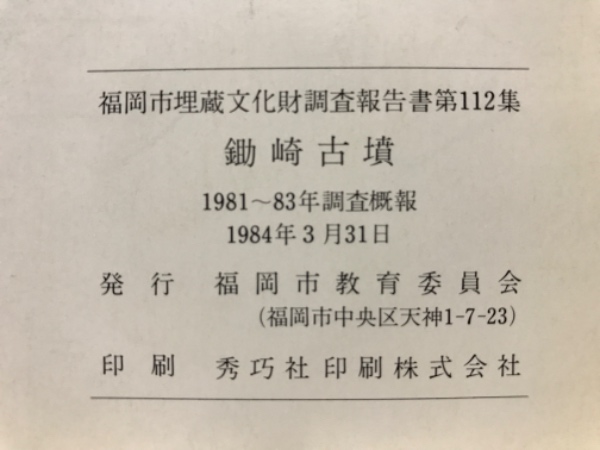 福岡市埋蔵文化財調査報告書第112集
鋤崎古墳
1981～83年調査概報
1984年3月31日
発行 福岡市教育委員会
(福岡市中央区天神1-7-23)
印刷 秀巧社印刷株式会社